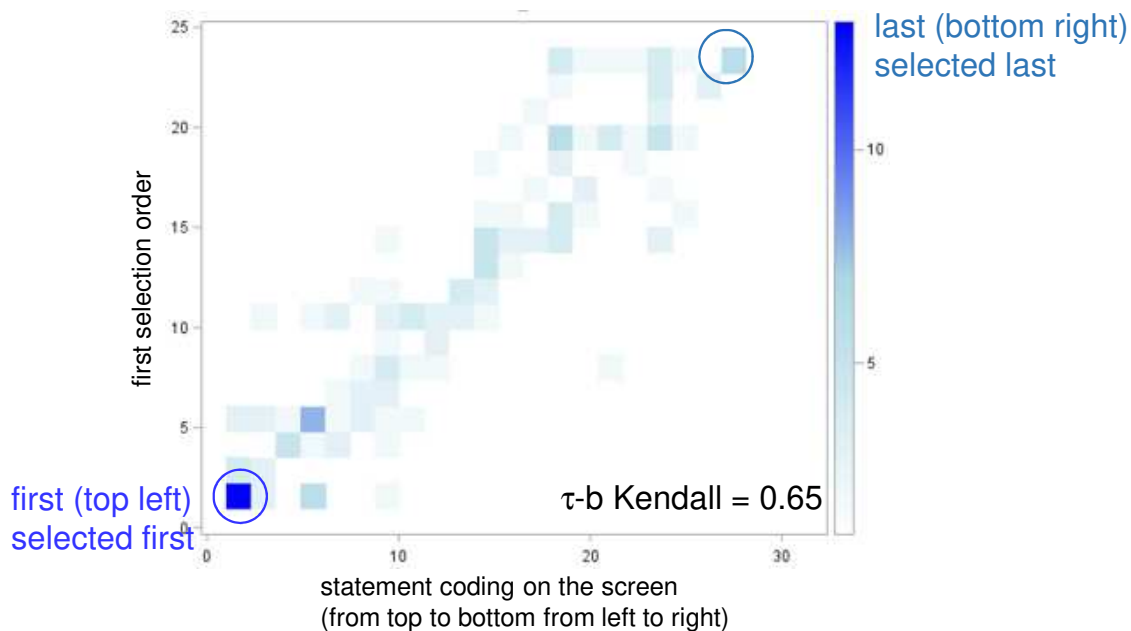 25
20
15
10
5
0
first selection order
0
10
20
30
statement coding on the screen
(from top to bottom from left to right)
τ-b Kendall = 0.65
first (top left)
selected first
last (bottom right)
selected last
10
5